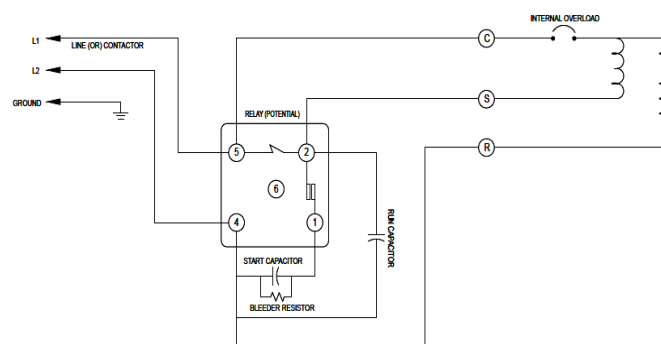 INTERNAL OVERLOAD
L1
LINE (OR) CONTACTOR
C
L2
S
GROUND
RELAY (POTENTIAL)
R
5
2
6
4
1
RUN CAPACITOR
START CAPACITOR
BLEEDER RESISTOR